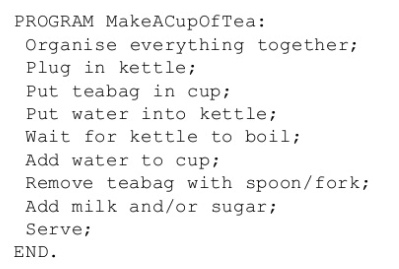 PROGRAM MakeACupOfTea:
Organise everything together;
Plug in kettle;
Put teabag in cup;
Put water into kettle;
Wait for kettle to boil;
Add water to cup;
Remove teabag with spoon/fork;
Add milk and/or sugar;
Serve;
END.